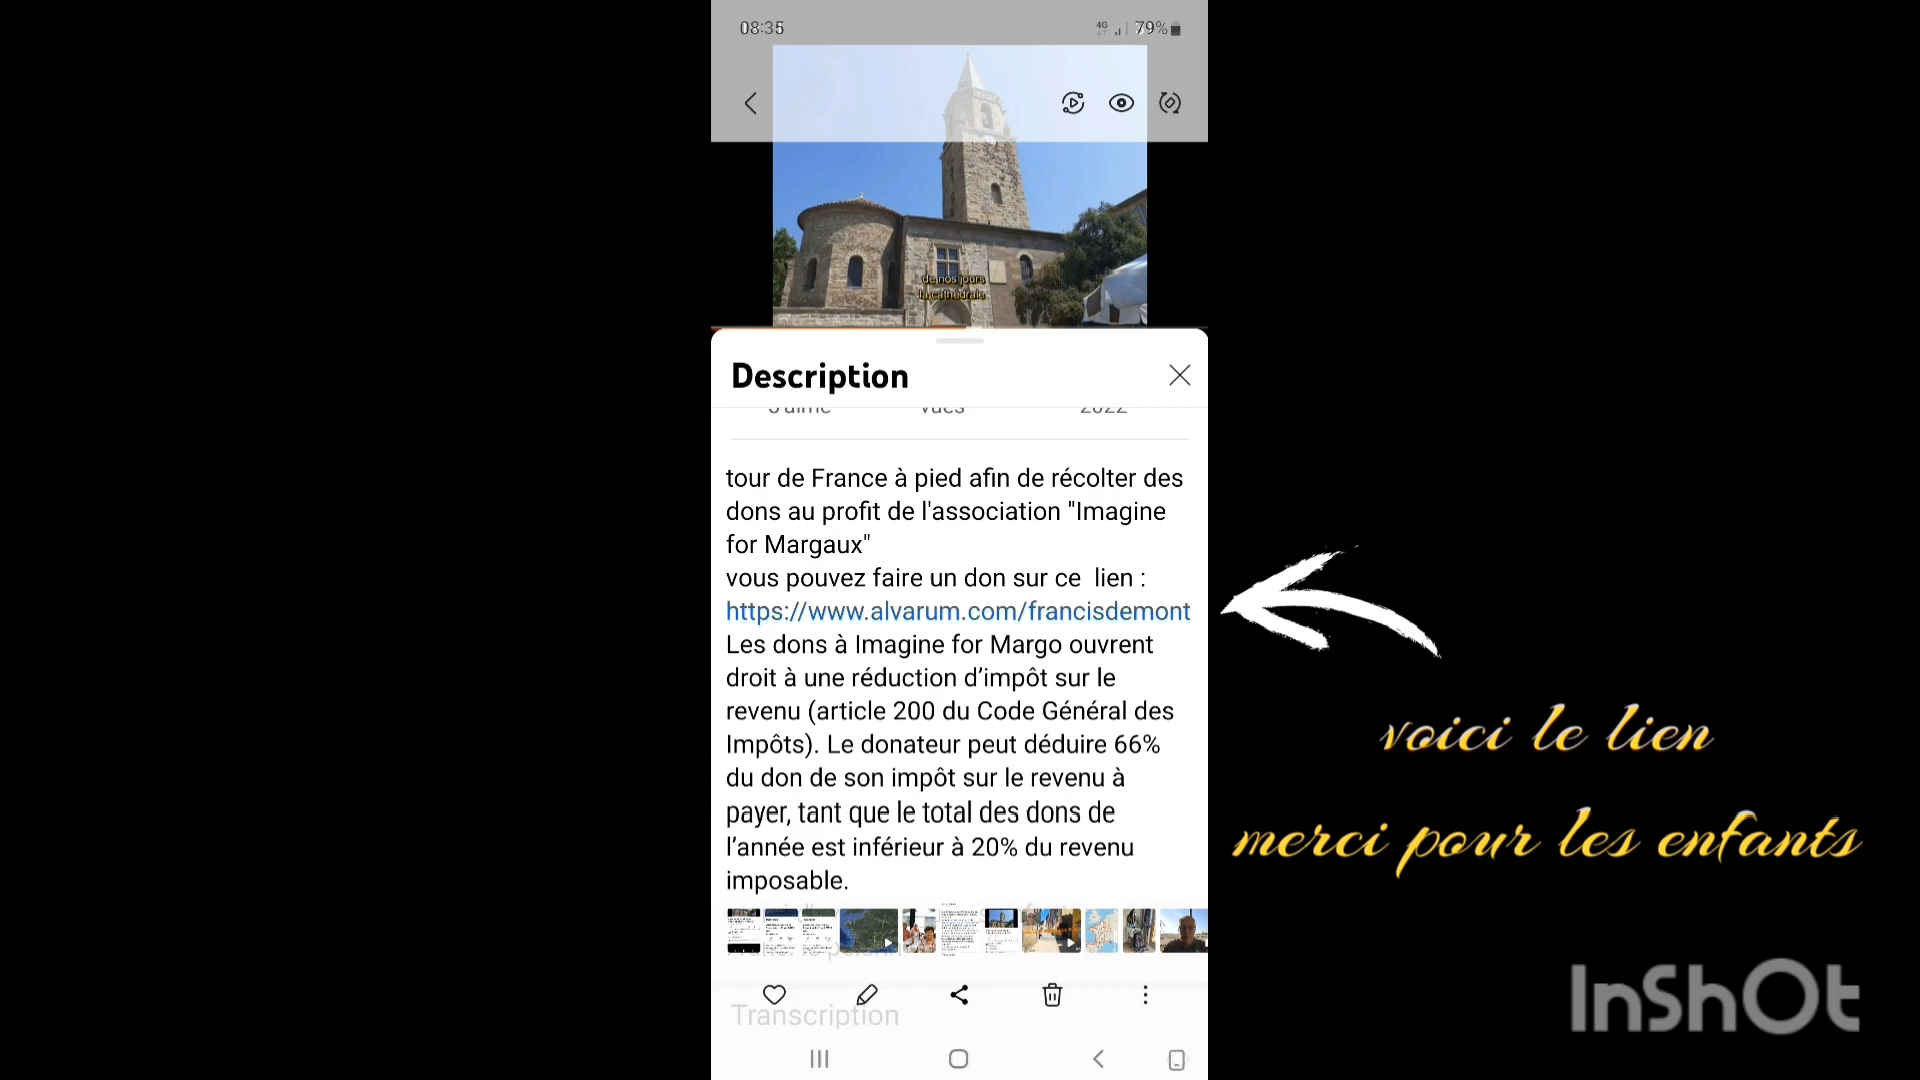 08:35
4G
79%
de nos jours
la cathédrale
Description
J'aime
vues
2022
tour de France à pied afin de récolter des
dons au profit de l'association "Imagine
for Margaux"
vous pouvez faire un don sur ce  lien :
https://www.alvarum.com/francisdemont
Les dons à Imagine for Margo ouvrent
droit à une réduction d’impôt sur le
revenu (article 200 du Code Général des
Impôts). Le donateur peut déduire 66%
du don de son impôt sur le revenu à
payer, tant que le total des dons de
l’année est inférieur à 20% du revenu
imposable.
Transcription
voici le lien
merci pour les enfants
InShOt